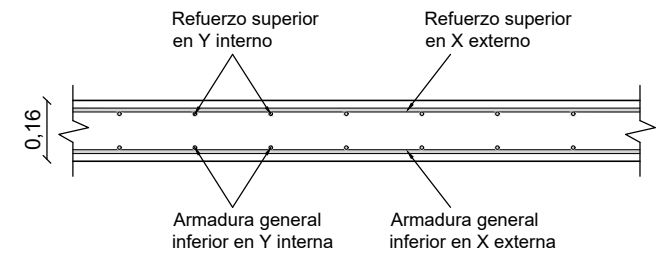 Refuerzo superior
en Y interno
Refuerzo superior
en X externo
0,16
Armadura general
inferior en Y interna
Armadura general
inferior en X externa